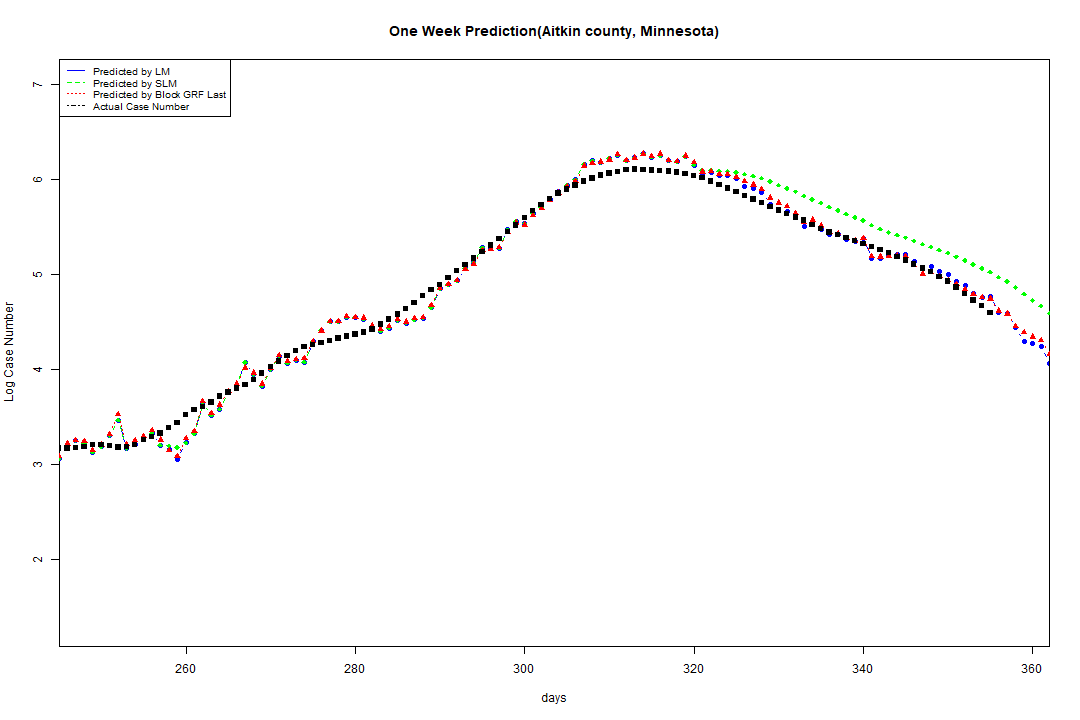 One Week Prediction(Aitkin county, Minnesota)
Predicted by LM
Predicted by SLM
Predicted by Block GRF Last
Actual Case Number
7
6
5
4
3
2
Log Case Number
260 280 300 320 340 360
days